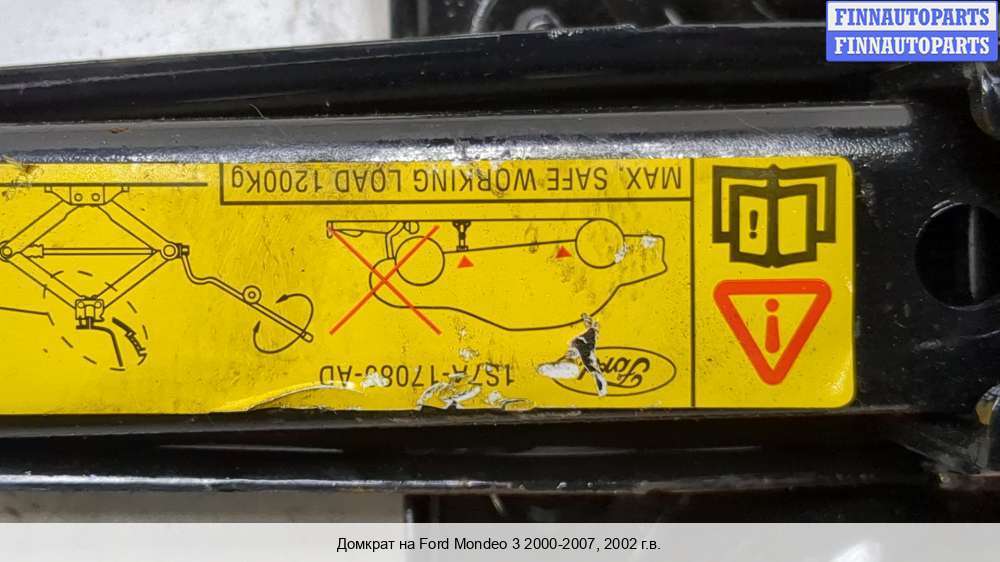 FINNAUTOPARTS
FINNAUTOPARTS
MAX. SAFE WORKING LOAD 1200Kg
Ford
1S7A-17080-AD
Домкрат на Ford Mondeo 3 2000-2007, 2002 г.в.